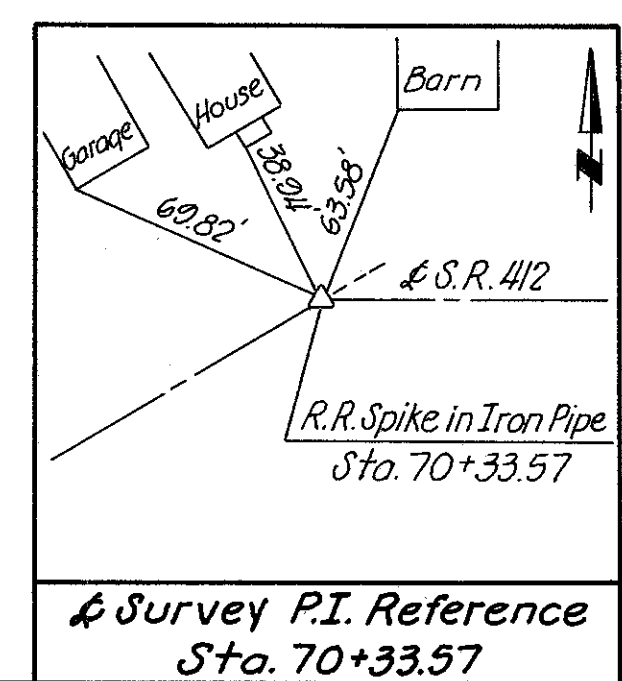 Barn
House
Garage
N
69.82'
38.94'
63.58'
℄ S.R. 412
R.R. Spike in Iron Pipe
Sta. 70+33.57
℄ Survey P.I. Reference
Sta. 70+33.57